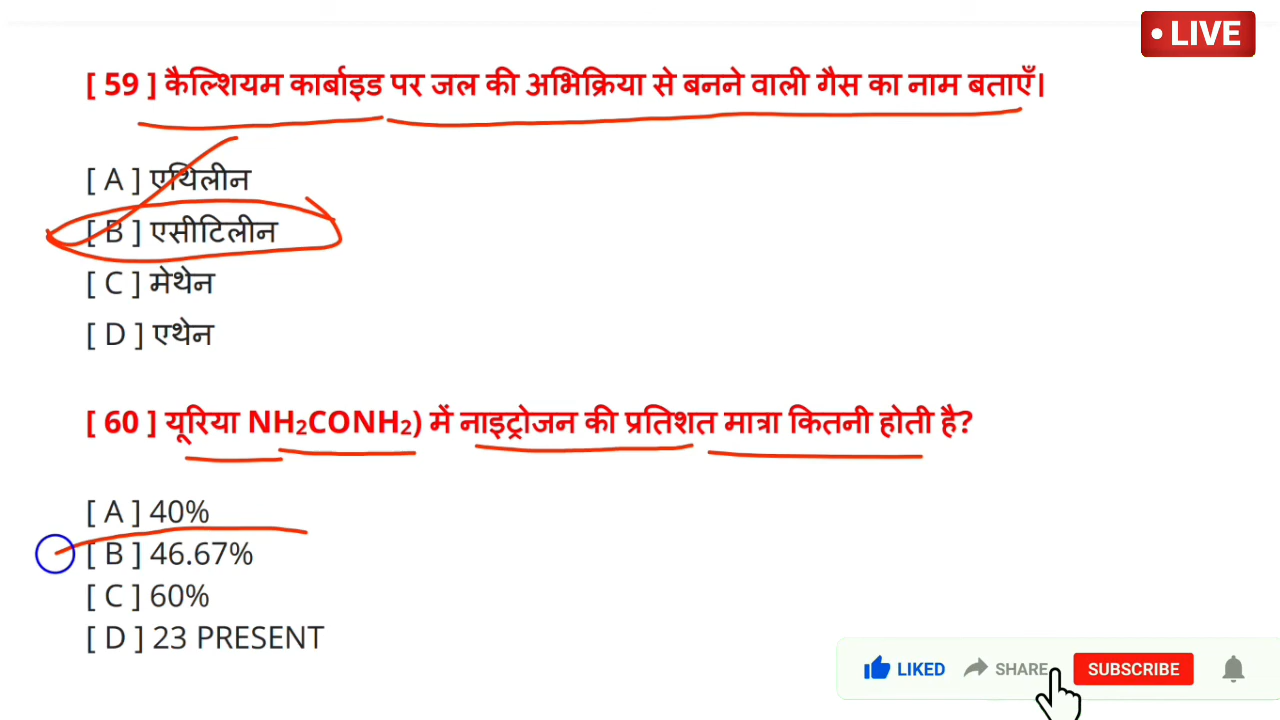 • LIVE
[ 59 ] कैल्शियम कार्बाइड पर जल की अभिक्रिया से बनने वाली गैस का नाम बताएँ।
[ A ] एथिलीन
[ B ] एसीटिलीन
[ C ] मेथेन
[ D ] एथेन
[ 60 ] यूरिया NH₂CONH₂) में नाइट्रोजन की प्रतिशत मात्रा कितनी होती है?
[ A ] 40%
[ B ] 46.67%
[ C ] 60%
[ D ] 23 PRESENT
LIKED SHARE SUBSCRIBE